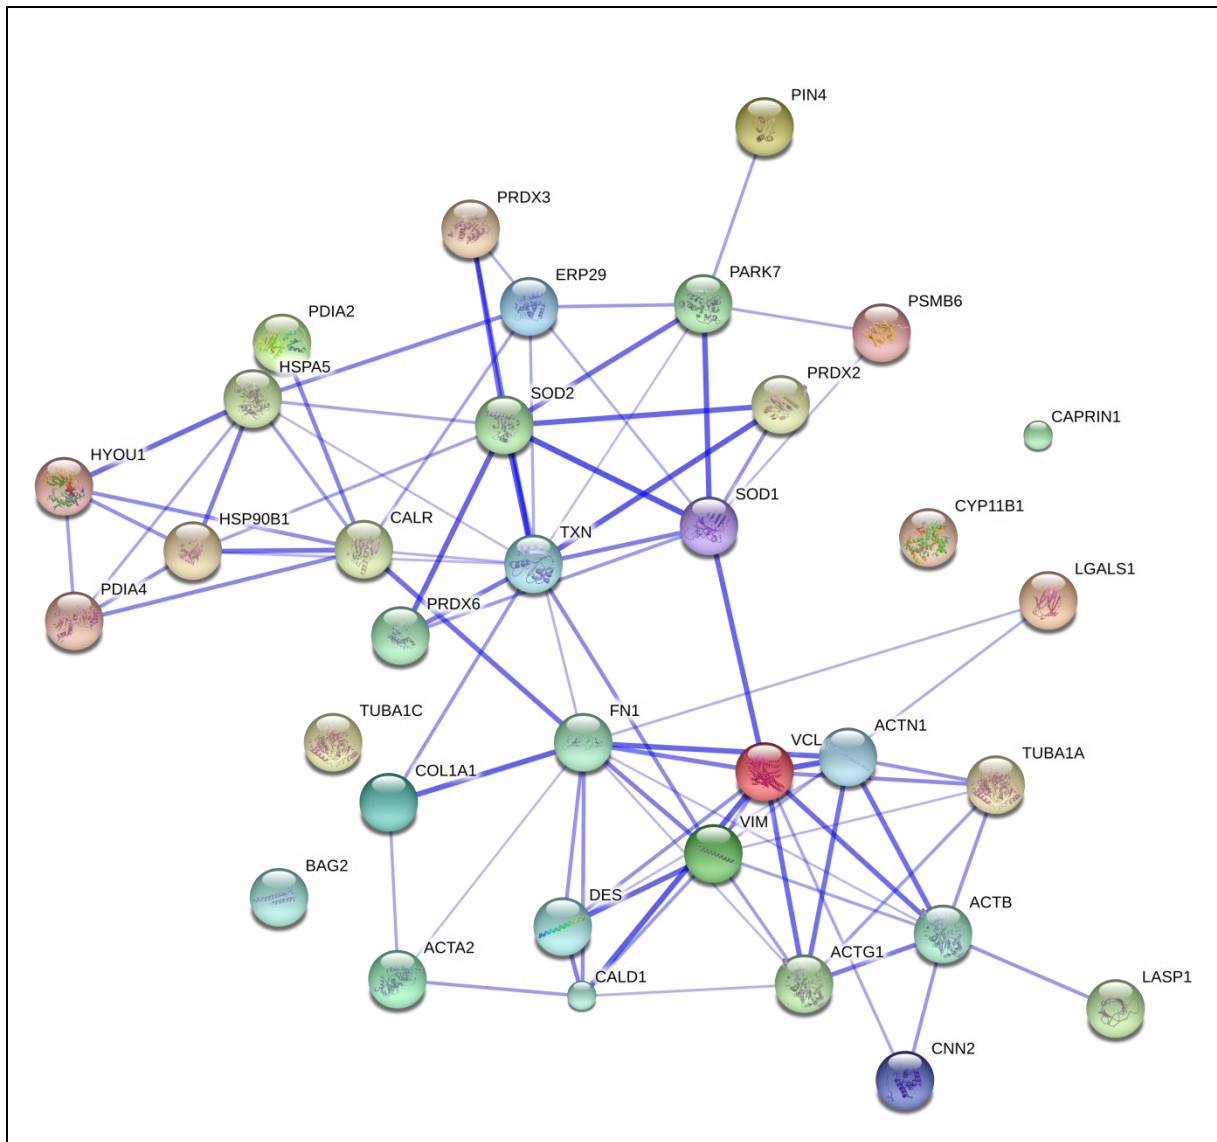 PIN4
PRDX3
ERP29
PARK7
PSMB6
PDIA2
HSPA5
PRDX2
SOD2
CAPRIN1
HYOU1
SOD1
CYP11B1
HSP90B1
CALR
TXN
LGALS1
PDIA4
PRDX6
TUBA1C
FN1
VCL
ACTN1
TUBA1A
COL1A1
VIM
BAG2
DES
ACTB
ACTA2
ACTG1
CALD1
LASP1
CNN2